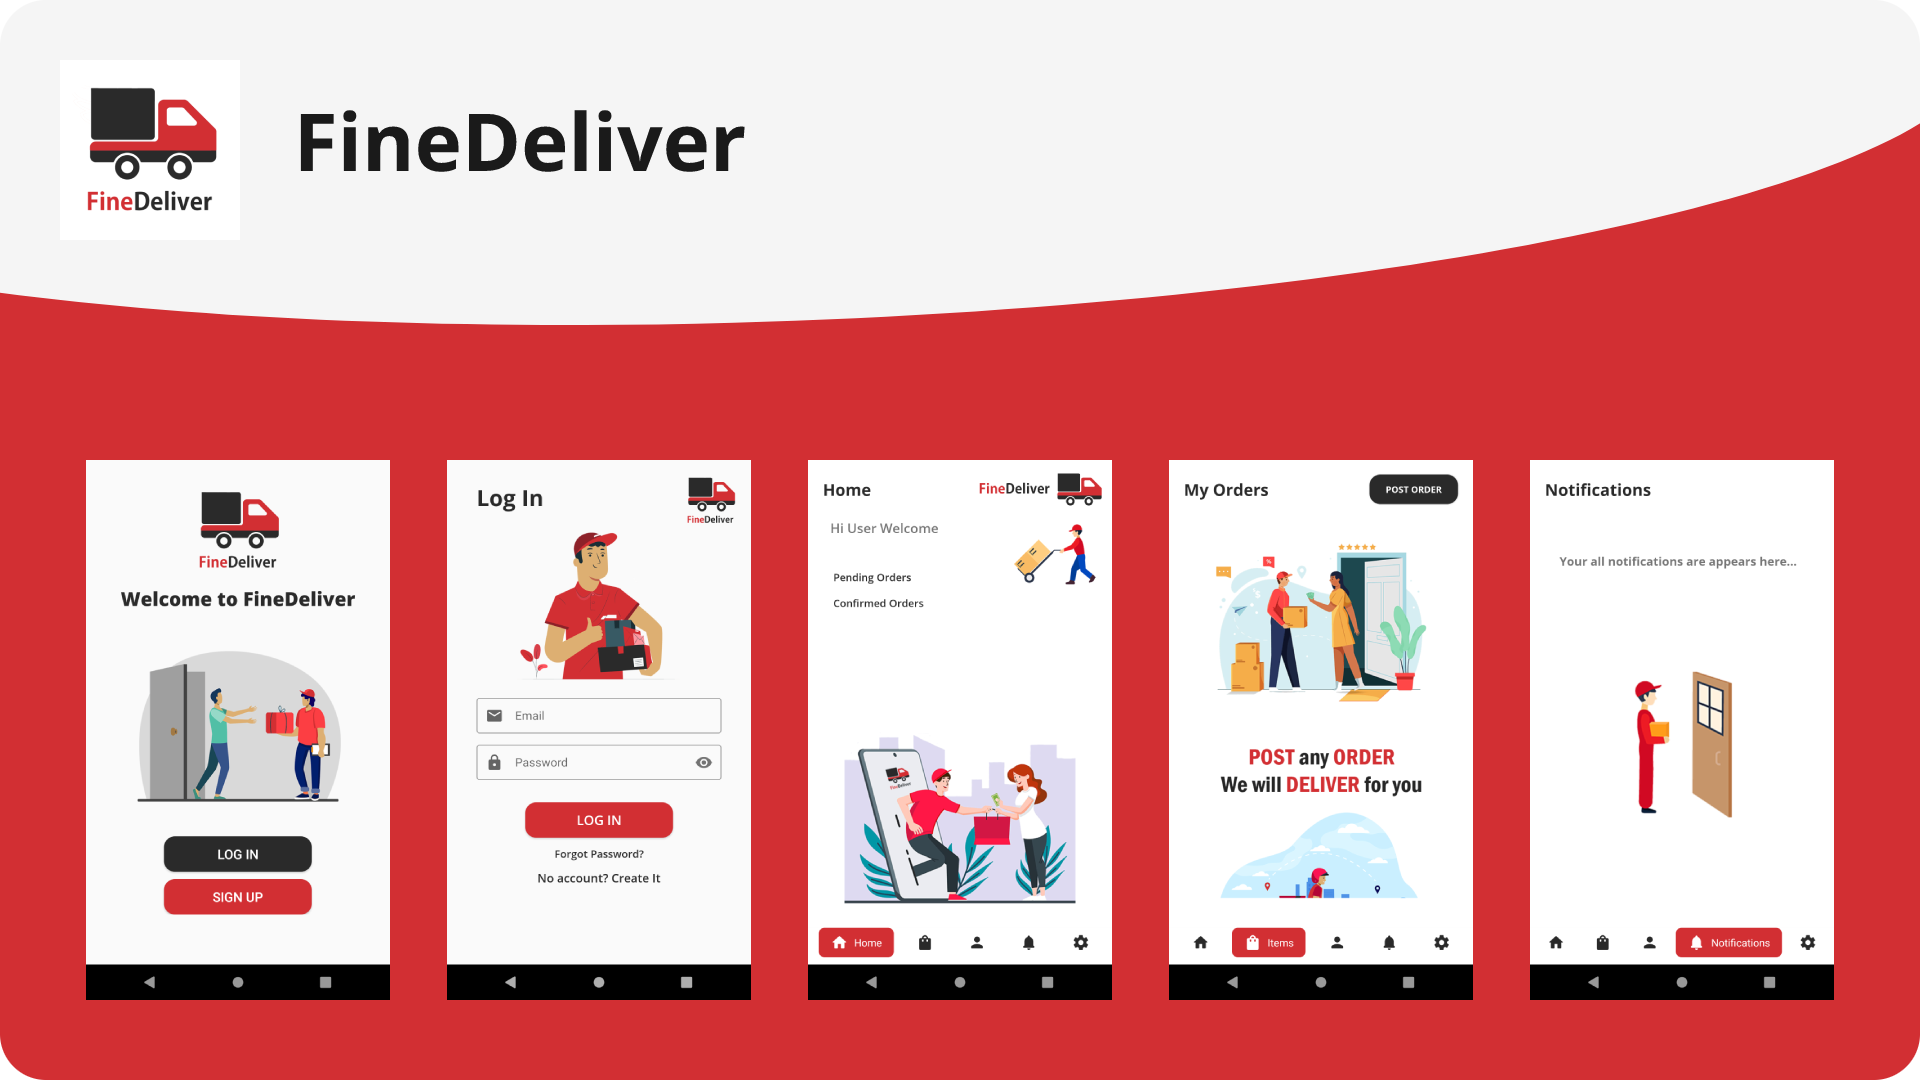 FineDeliver
FineDeliver
FineDeliver
Welcome to FineDeliver
LOG IN
SIGN UP
Log In
FineDeliver
Email
Password
LOG IN
Forgot Password?
No account? Create It
Home
FineDeliver
Hi User Welcome
Pending Orders
Confirmed Orders
Home
My Orders
POST ORDER
POST any ORDER
We will DELIVER for you
Items
Notifications
Your all notifications are appears here...
Notifications